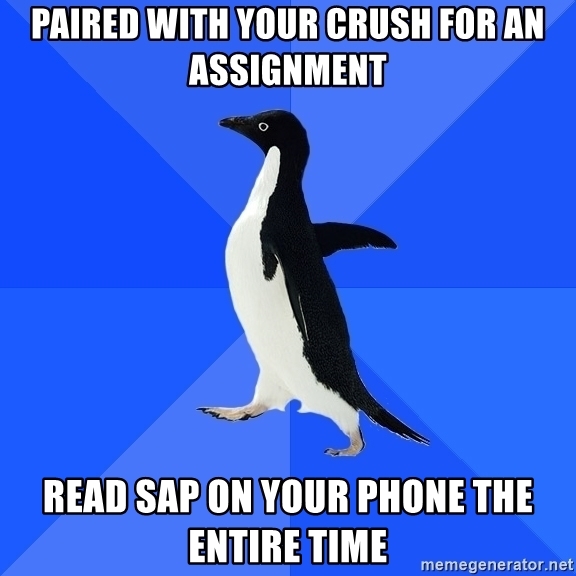 PAIRED WITH YOUR CRUSH FOR AN
ASSIGNMENT
READ SAP ON YOUR PHONE THE
ENTIRE TIME
memegenerator.net